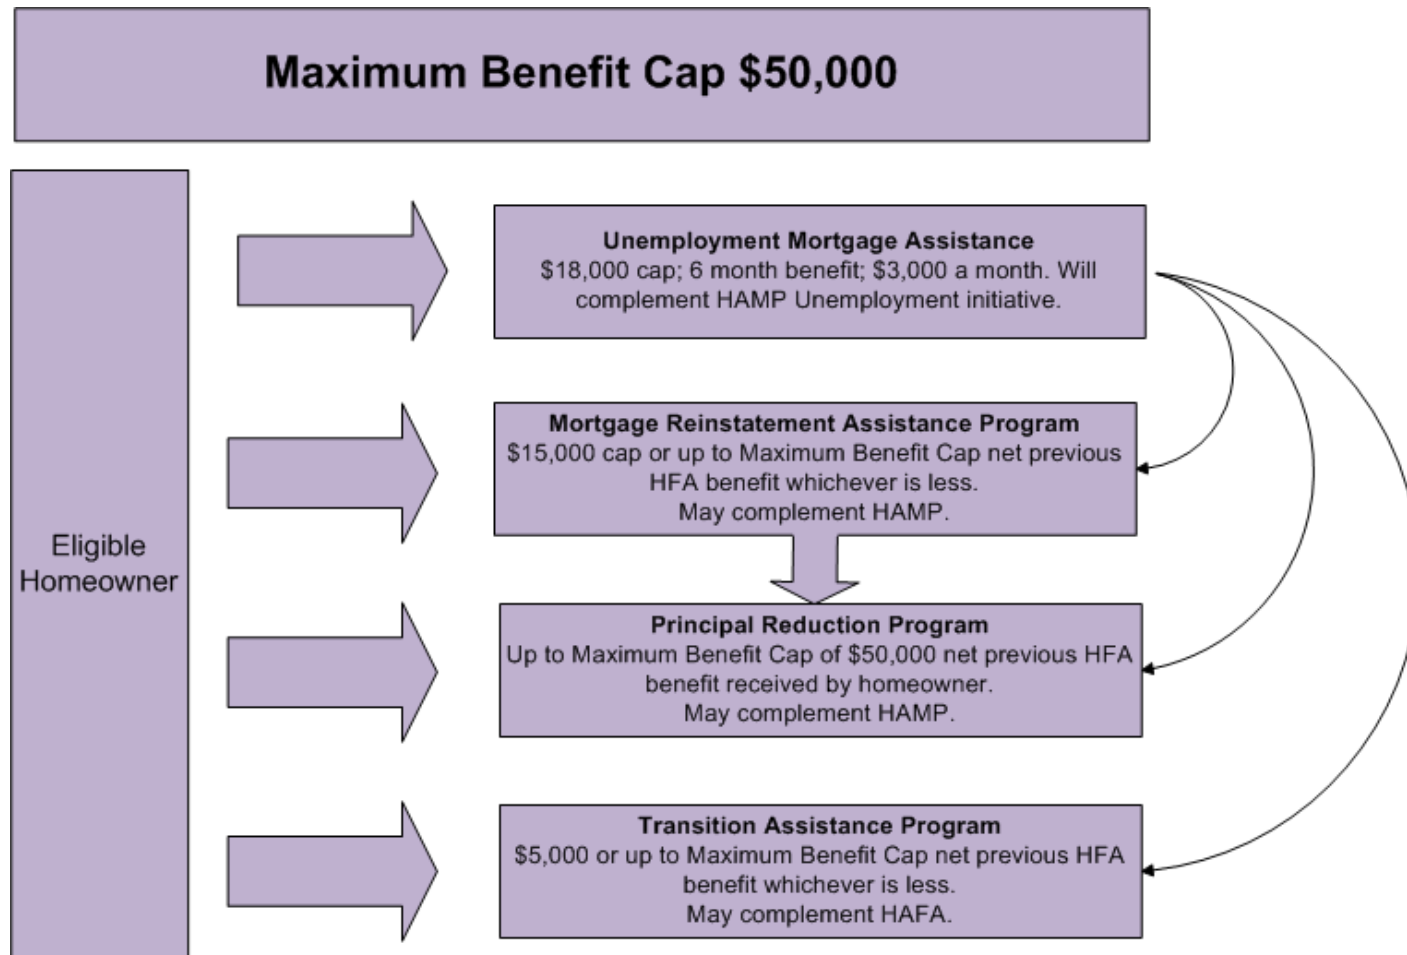 Maximum Benefit Cap $50,000
Eligible
Homeowner
Unemployment Mortgage Assistance
$18,000 cap; 6 month benefit; $3,000 a month. Will
complement HAMP Unemployment initiative.
Mortgage Reinstatement Assistance Program
$15,000 cap or up to Maximum Benefit Cap net previous
HFA benefit whichever is less.
May complement HAMP.
Principal Reduction Program
Up to Maximum Benefit Cap of $50,000 net previous HFA
benefit received by homeowner.
May complement HAMP.
Transition Assistance Program
$5,000 or up to Maximum Benefit Cap net previous HFA
benefit whichever is less.
May complement HAFA.